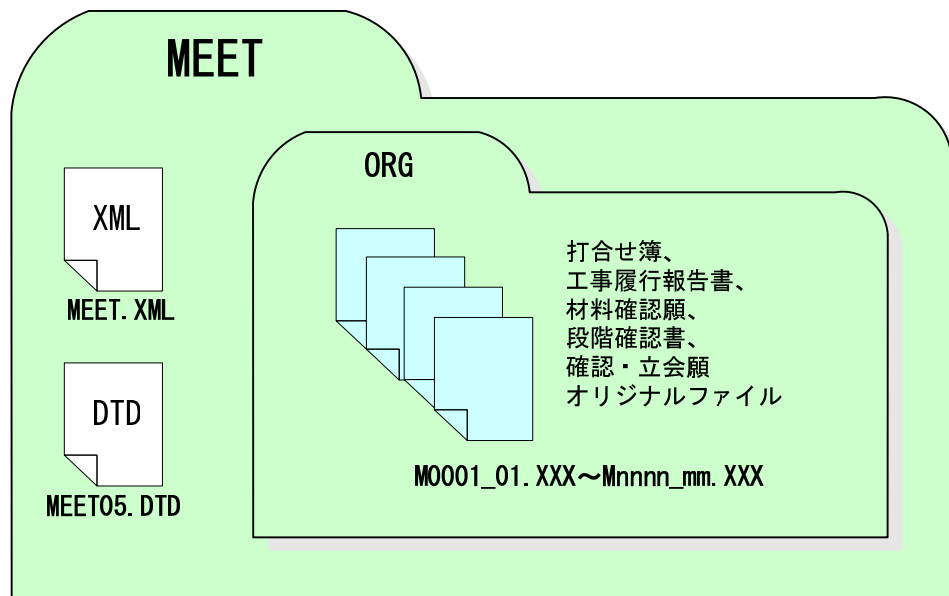 MEET
XML
MEET.XML
DTD
MEET05.DTD
ORG
打合せ簿、
工事履行報告書、
材料確認願、
段階確認書、
確認・立会願
オリジナルファイル
M0001_01.XXX～Mnnnn_mm.XXX